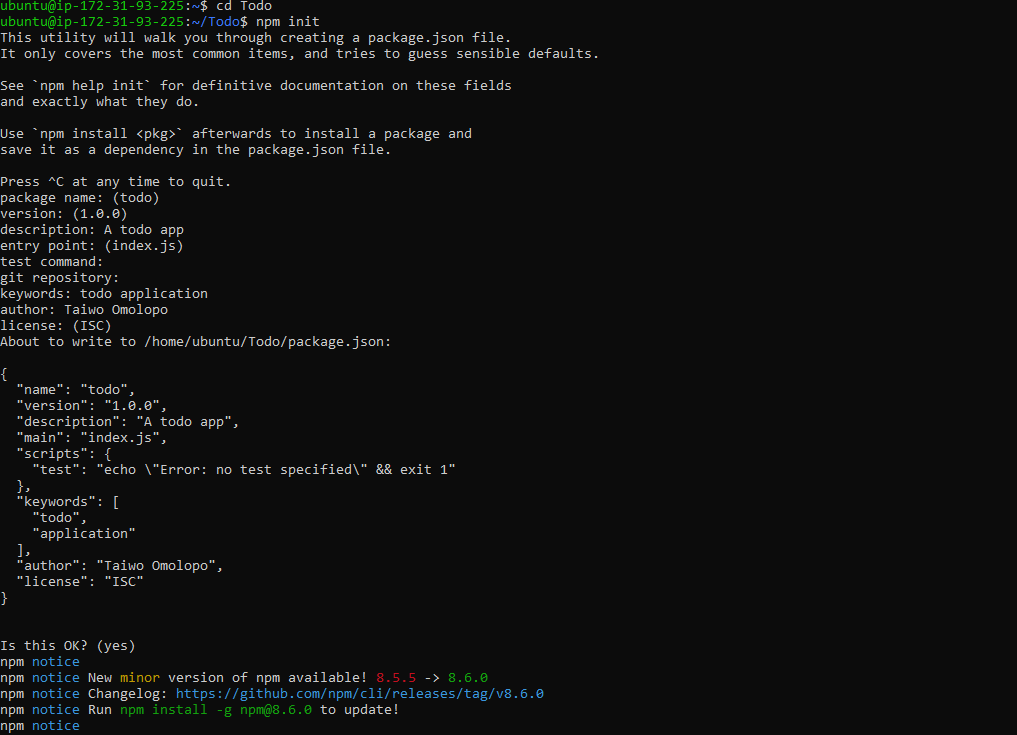 ubuntu@ip-172-31-93-225:~$ cd Todo
ubuntu@ip-172-31-93-225:~/Todo$ npm init
This utility will walk you through creating a package.json file.
It only covers the most common items, and tries to guess sensible defaults.

See `npm help init` for definitive documentation on these fields
and exactly what they do.

Use `npm install <pkg>` afterwards to install a package and
save it as a dependency in the package.json file.

Press ^C at any time to quit.
package name: (todo)
version: (1.0.0)
description: A todo app
entry point: (index.js)
test command:
git repository:
keywords: todo application
author: Taiwo Omolopo
license: (ISC)
About to write to /home/ubuntu/Todo/package.json:

{
  "name": "todo",
  "version": "1.0.0",
  "description": "A todo app",
  "main": "index.js",
  "scripts": {
    "test": "echo \"Error: no test specified\" && exit 1"
  },
  "keywords": [
    "todo",
    "application"
  ],
  "author": "Taiwo Omolopo",
  "license": "ISC"
}


Is this OK? (yes)
npm notice
npm notice New minor version of npm available! 8.5.5 -> 8.6.0
npm notice Changelog: https://github.com/npm/cli/releases/tag/v8.6.0
npm notice Run npm install -g npm@8.6.0 to update!
npm notice